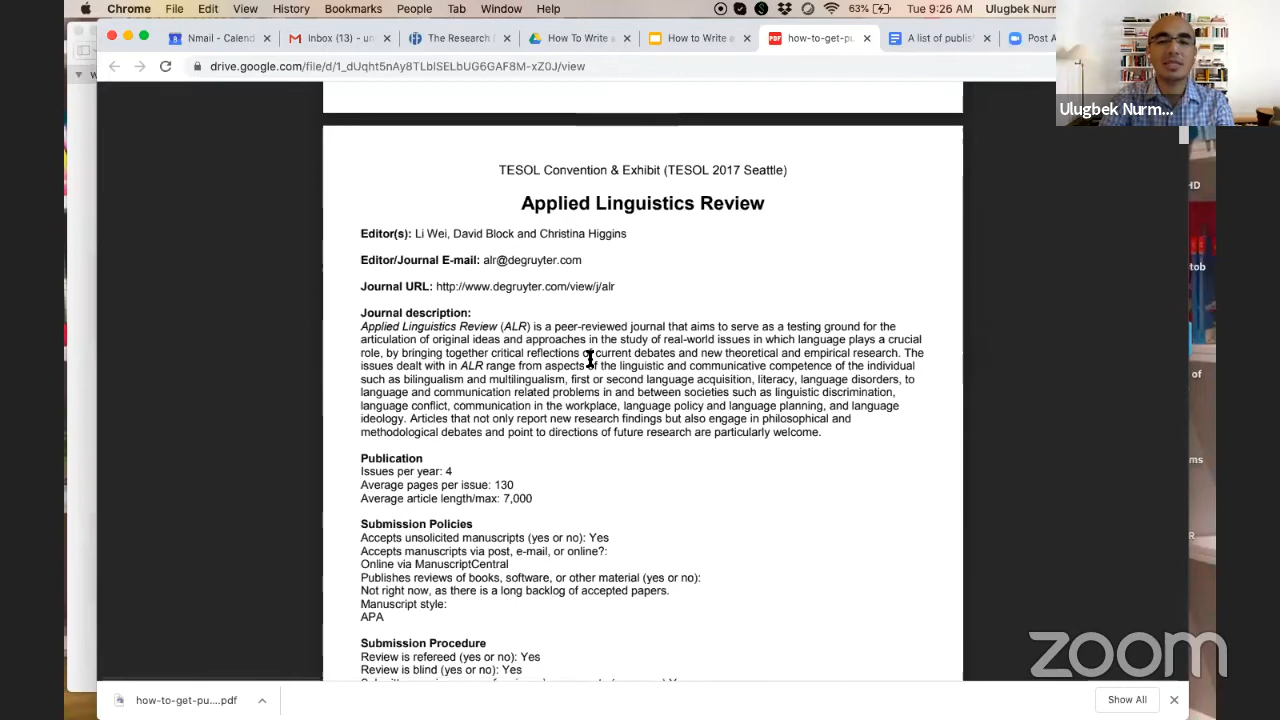 Chrome File Edit View History Bookmarks People Tab Window Help 63% Tue 9:26 AM Ulugbek Nurm
Nmail - Calend Inbox (13) - un The Research How To Write a How to Write e how-to-get-pu A list of publis Post A
drive.google.com/file/d/1_dUqht5nAy8TLbISELbUSGAF8M-xZ0J/view
Ulugbek Nurm...
TESOL Convention & Exhibit (TESOL 2017 Seattle)
Applied Linguistics Review
Editor(s): Li Wei, David Block and Christina Higgins
Editor/Journal E-mail: alr@degruyter.com
Journal URL: http://www.degruyter.com/view/j/alr
Journal description:
Applied Linguistics Review (ALR) is a peer-reviewed journal that aims to serve as a testing ground for the
articulation of original ideas and approaches in the study of real-world issues in which language plays a crucial
role, by bringing together critical reflections of current debates and new theoretical and empirical research. The
issues dealt with in ALR range from aspects of the linguistic and communicative competence of the individual
such as bilingualism and multilingualism, first or second language acquisition, literacy, language disorders, to
language and communication related problems in and between societies such as linguistic discrimination,
language conflict, communication in the workplace, language policy and language planning, and language
ideology. Articles that not only report new research findings but also engage in philosophical and
methodological debates and point to directions of future research are particularly welcome.
Publication
Issues per year: 4
Average pages per issue: 130
Average article length/max: 7,000
Submission Policies
Accepts unsolicited manuscripts (yes or no): Yes
Accepts manuscripts via post, e-mail, or online?:
Online via ManuscriptCentral
Publishes reviews of books, software, or other material (yes or no):
Not right now, as there is a long backlog of accepted papers.
Manuscript style:
APA
Submission Procedure
Review is refereed (yes or no): Yes
Review is blind (yes or no): Yes
HD
tob
of
ms
R
zoom
how-to-get-pu....pdf
Show All